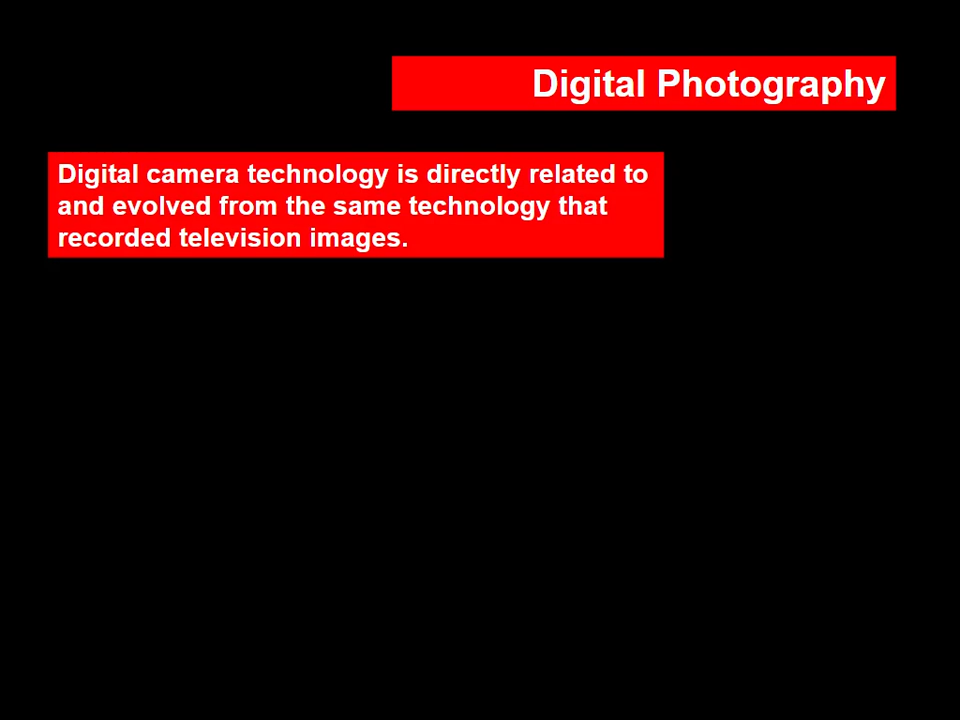 Digital Photography
Digital camera technology is directly related to
and evolved from the same technology that
recorded television images.